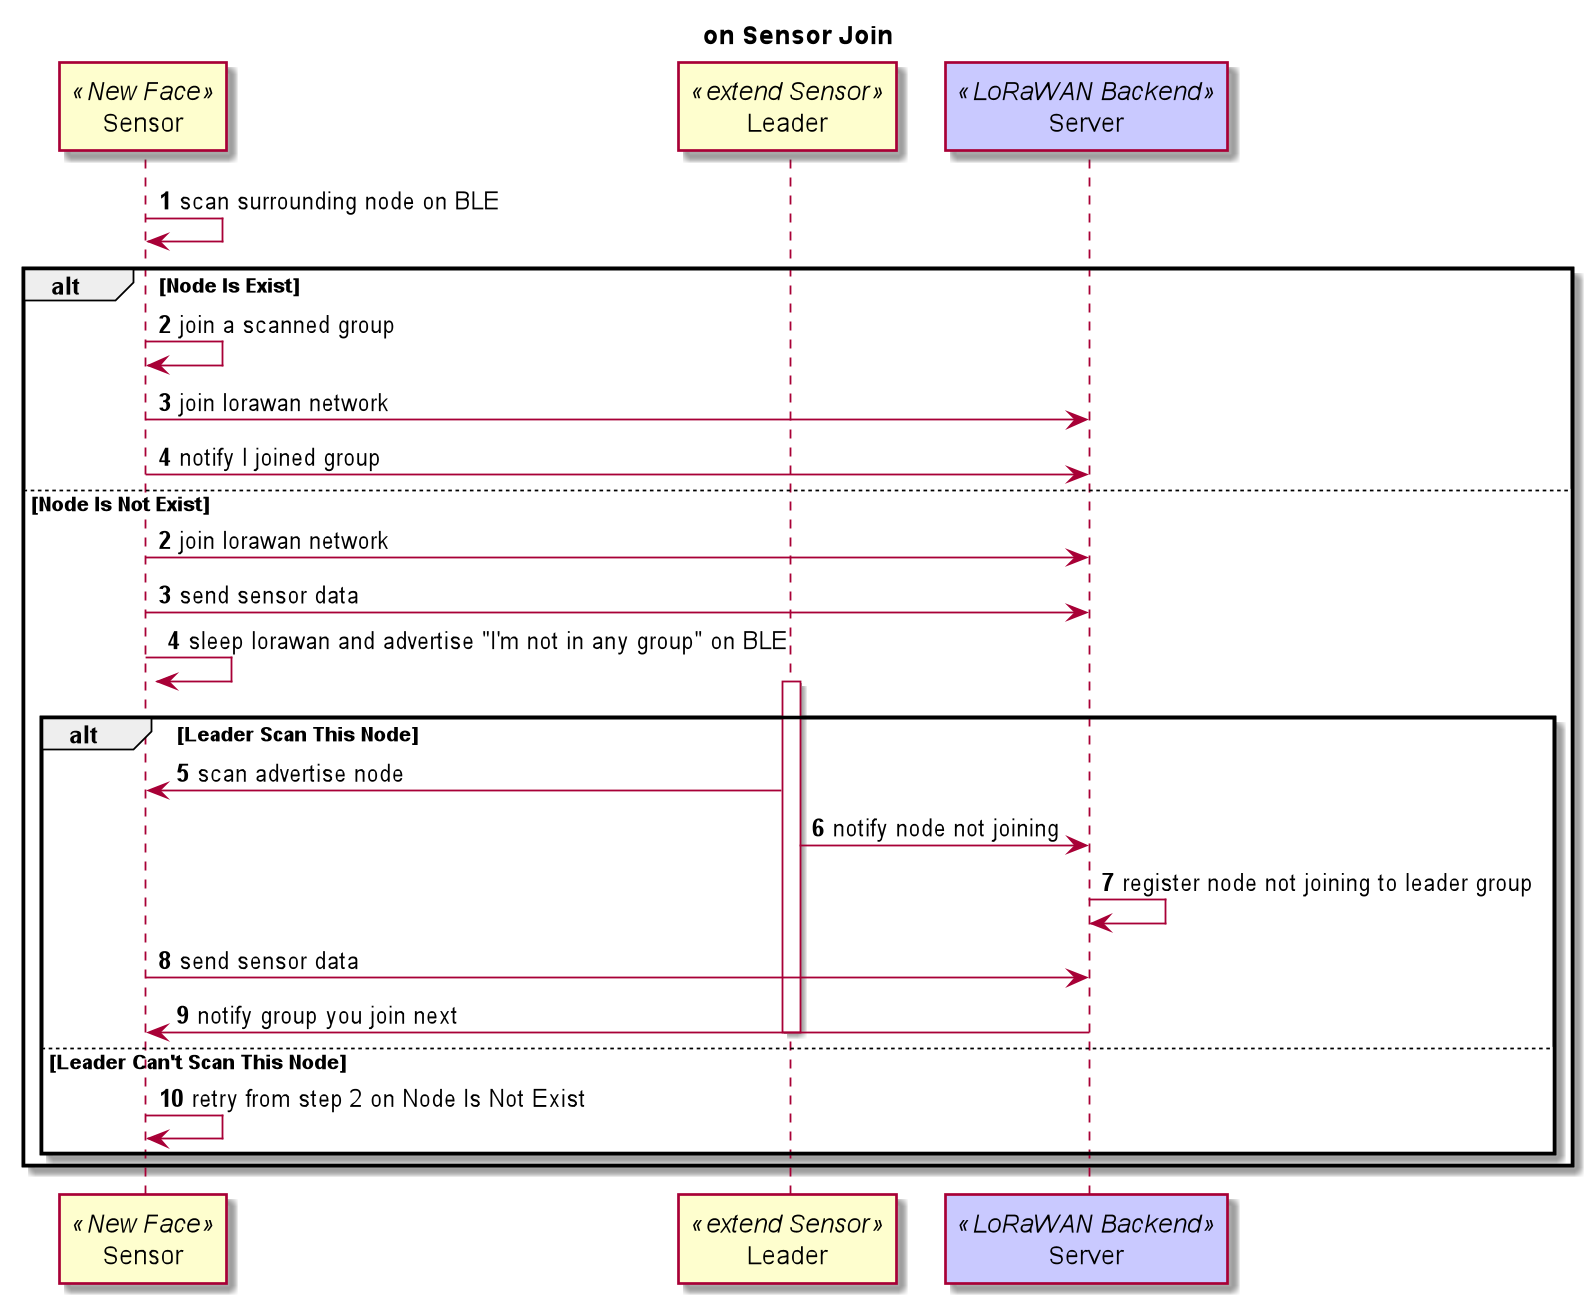 on Sensor Join
«New Face»
Sensor
«extend Sensor»
Leader
«LoRaWAN Backend»
Server
1 scan surrounding node on BLE
alt [Node Is Exist]
2 join a scanned group
3 join lorawan network
4 notify I joined group
[Node Is Not Exist]
2 join lorawan network
3 send sensor data
4 sleep lorawan and advertise "I'm not in any group" on BLE
alt [Leader Scan This Node]
5 scan advertise node
6 notify node not joining
7 register node not joining to leader group
8 send sensor data
9 notify group you join next
[Leader Can't Scan This Node]
10 retry from step 2 on Node Is Not Exist
«New Face»
Sensor
«extend Sensor»
Leader
«LoRaWAN Backend»
Server